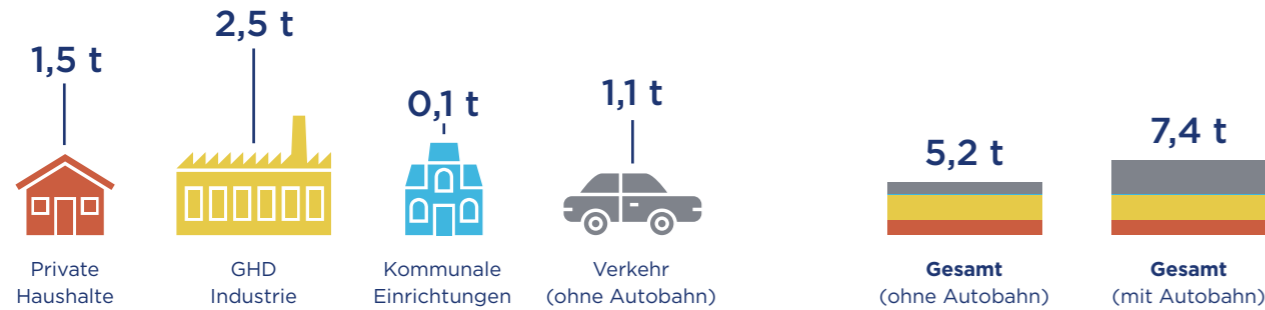 1,5 t
Private
Haushalte
2,5 t
GHD
Industrie
0,1 t
Kommunale
Einrichtungen
1,1 t
Verkehr
(ohne Autobahn)
5,2 t
Gesamt
(ohne Autobahn)
7,4 t
Gesamt
(mit Autobahn)